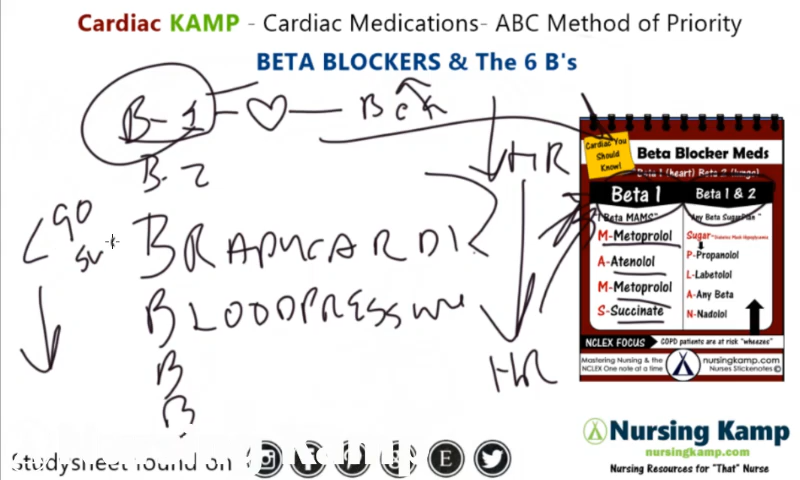 Cardiac KAMP - Cardiac Medications- ABC Method of Priority
BETA BLOCKERS & The 6 B's
B-1
HR
B-2
<90
BRADYCARDI
BLOODPRESSURE
B
HR
B
Cardiac You
Should
Know!
Beta Blocker Meds
Beta 1 (heart) Beta 2 (lungs)
Beta 1
Beta 1 & 2
"Beta MAMS"
M-Metoprolol
A-Atenolol
M-Metoprolol
S-Succinate
Any Beta Sugar
Sugar
P-Propanolol
L-Labetolol
A-Any Beta
N-Nadolol
NCLEX FOCUS
COPD patients are at risk "wheezee"
Mastering Nursing & the
NCLEX One note at a time
nursingkamp.com
Nurses Stickenotes ©
Nursing Kamp
nursingkamp.com
Nursing Resources for "That" Nurse
Studysheet found on
E